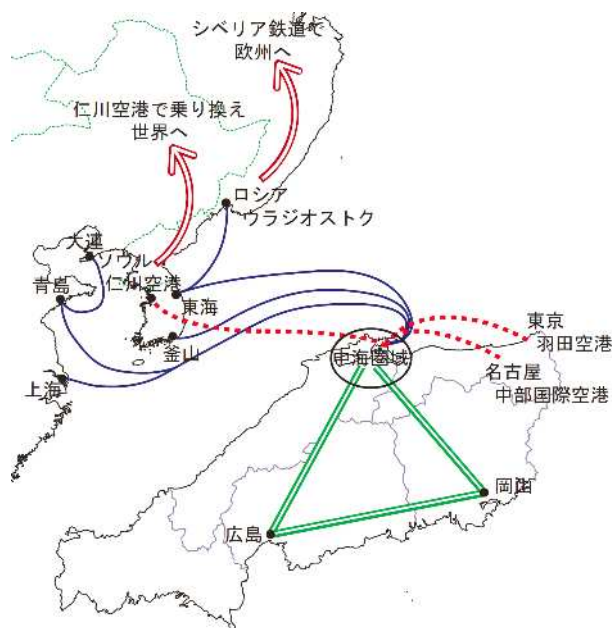 シベリア鉄道で
欧州へ
仁川空港で乗り換え
世界へ
ロシア
ウラジオストク
大連
ソウル
仁川空港
青島
東海
釜山
上海
東京
羽田空港
名古屋
中部国際空港
中海圏域
岡山
広島